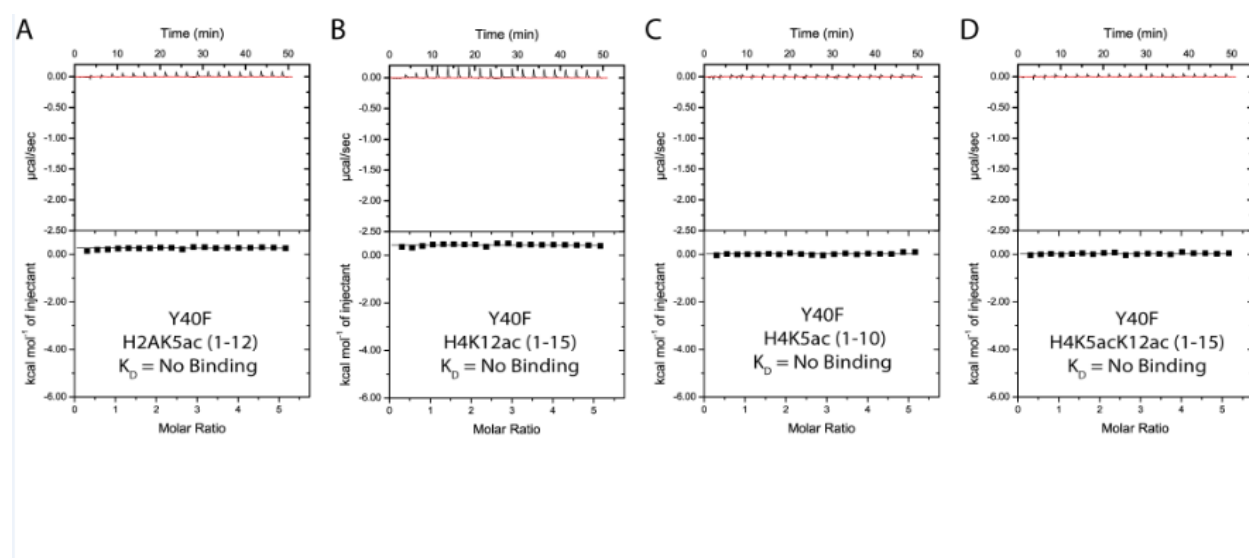 A
Time (min)
0 10 20 30 40 50
0.00
-0.50
-1.00
-1.50
-2.00
-2.50
µcal/sec
0.00
-2.00
-4.00
-6.00
kcal mol⁻¹ of injectant
Y40F
H2AK5ac (1-12)
K_D = No Binding
0 1 2 3 4 5
Molar Ratio
B
Time (min)
0 10 20 30 40 50
0.00
-0.50
-1.00
-1.50
-2.00
-2.50
µcal/sec
0.00
-2.00
-4.00
-6.00
kcal mol⁻¹ of injectant
Y40F
H4K12ac (1-15)
K_D = No Binding
0 1 2 3 4 5
Molar Ratio
C
Time (min)
0 10 20 30 40 50
0.00
-0.50
-1.00
-1.50
-2.00
-2.50
µcal/sec
0.00
-2.00
-4.00
-6.00
kcal mol⁻¹ of injectant
Y40F
H4K5ac (1-10)
K_D = No Binding
0 1 2 3 4 5
Molar Ratio
D
Time (min)
0 10 20 30 40 50
0.00
-0.50
-1.00
-1.50
-2.00
-2.50
µcal/sec
0.00
-2.00
-4.00
-6.00
kcal mol⁻¹ of injectant
Y40F
H4K5acK12ac (1-15)
K_D = No Binding
0 1 2 3 4 5
Molar Ratio